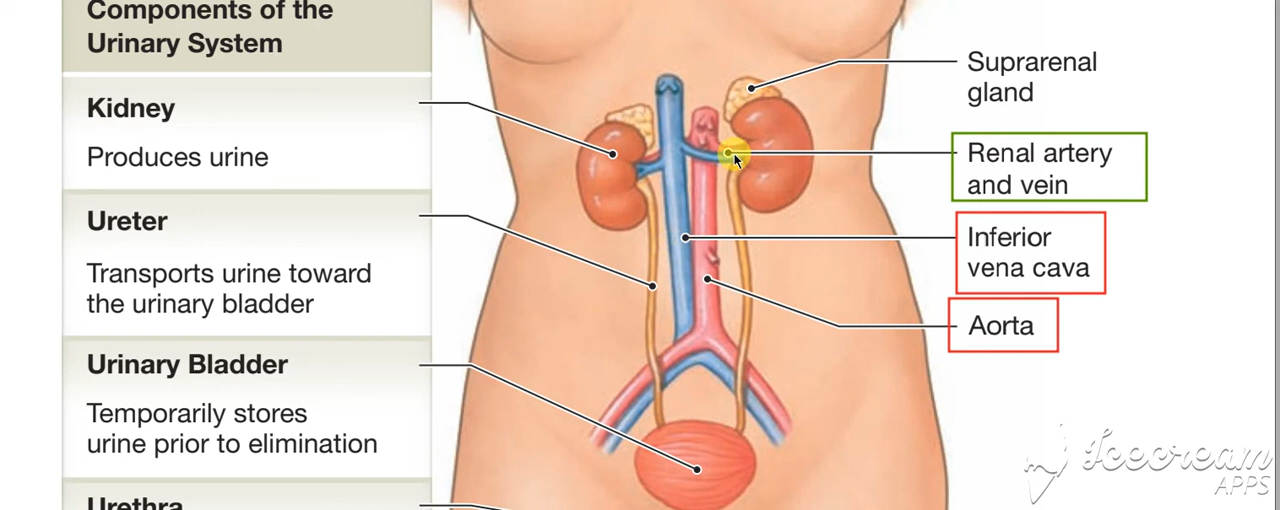 Components of the
Urinary System
Kidney
Produces urine
Ureter
Transports urine toward
the urinary bladder
Urinary Bladder
Temporarily stores
urine prior to elimination
Urethra
Suprarenal
gland
Renal artery
and vein
Inferior
vena cava
Aorta
Icecream
APPS